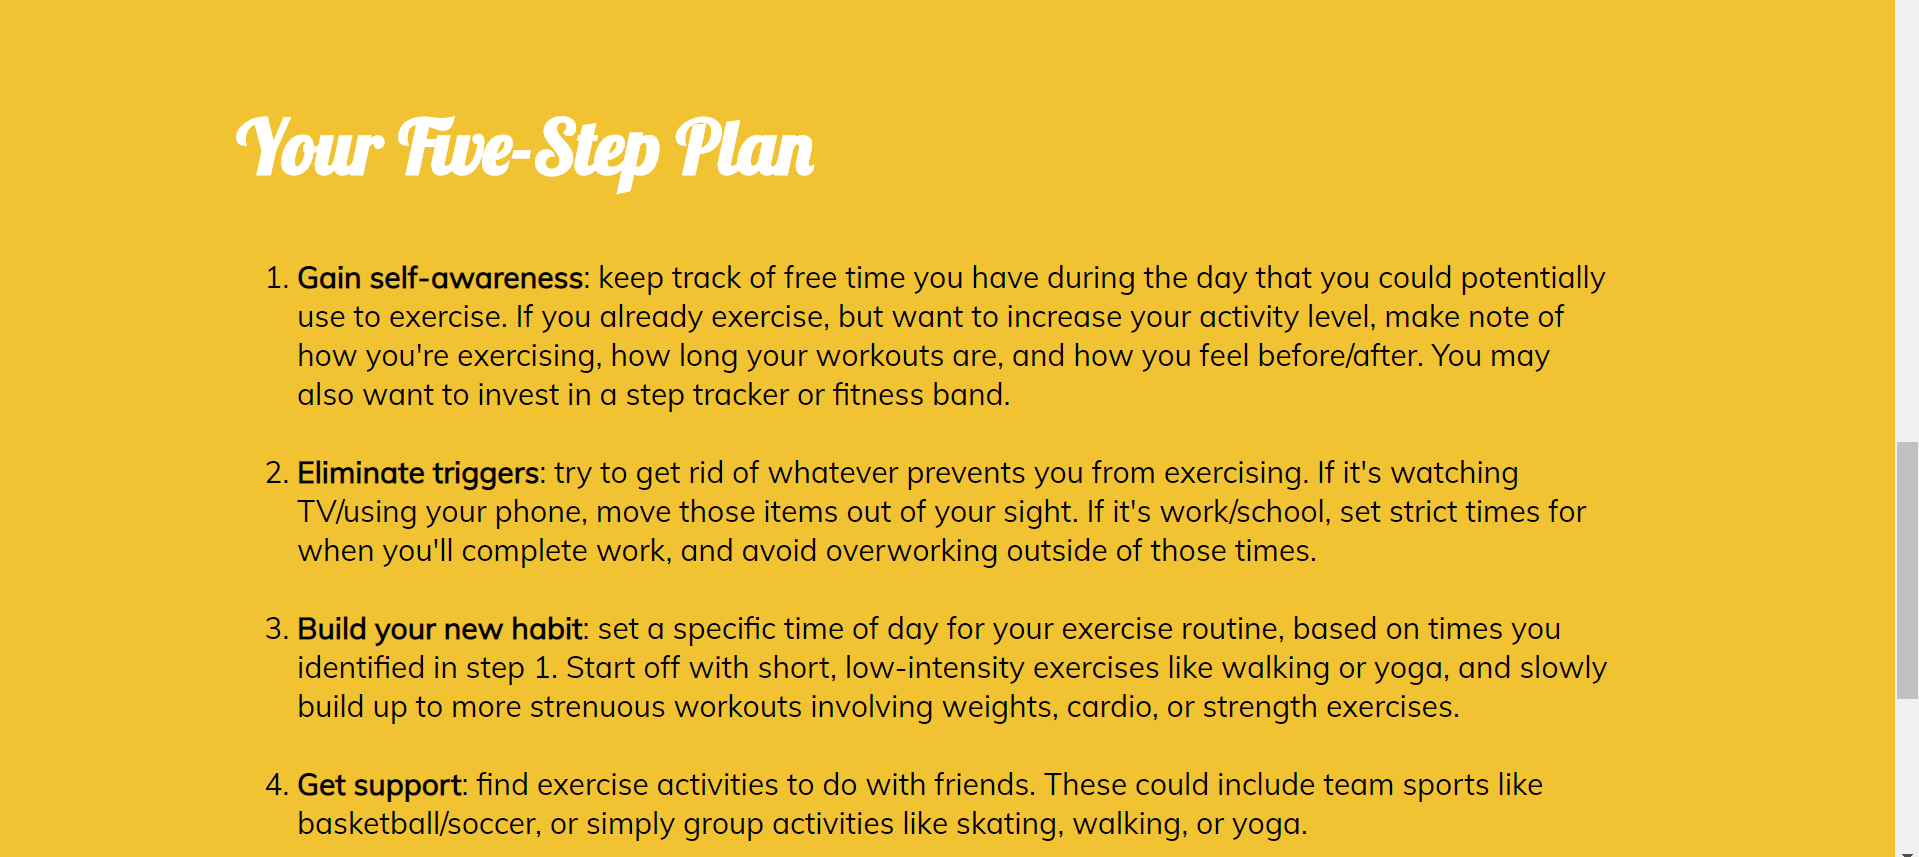 Your Five-Step Plan
1. Gain self-awareness: keep track of free time you have during the day that you could potentially
use to exercise. If you already exercise, but want to increase your activity level, make note of
how you're exercising, how long your workouts are, and how you feel before/after. You may
also want to invest in a step tracker or fitness band.
2. Eliminate triggers: try to get rid of whatever prevents you from exercising. If it's watching
TV/using your phone, move those items out of your sight. If it's work/school, set strict times for
when you'll complete work, and avoid overworking outside of those times.
3. Build your new habit: set a specific time of day for your exercise routine, based on times you
identified in step 1. Start off with short, low-intensity exercises like walking or yoga, and slowly
build up to more strenuous workouts involving weights, cardio, or strength exercises.
4. Get support: find exercise activities to do with friends. These could include team sports like
basketball/soccer, or simply group activities like skating, walking, or yoga.